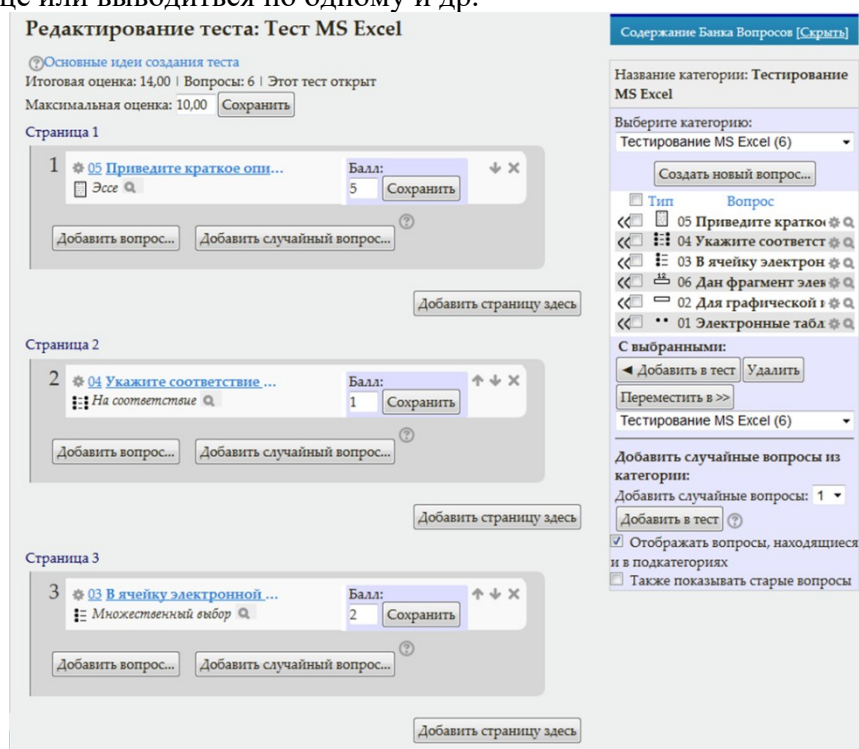 ще или выводиться по одному и др.
Редактирование теста: Тест MS Excel
Основные идеи создания теста
Итоговая оценка: 14,00 | Вопросы: 6 | Этот тест открыт
Максимальная оценка: 10,00 Сохранить
Страница 1
1 05 Приведите краткое опи... Балл:
Эссе 5 Сохранить
Добавить вопрос... Добавить случайный вопрос...
Добавить страницу здесь
Страница 2
2 04 Укажите соответствие ... Балл:
На соответствие 1 Сохранить
Добавить вопрос... Добавить случайный вопрос...
Добавить страницу здесь
Страница 3
3 03 В ячейку электронной ... Балл:
Множественный выбор 2 Сохранить
Добавить вопрос... Добавить случайный вопрос...
Добавить страницу здесь
Содержание Банка Вопросов [Скрыть]
Название категории: Тестирование
MS Excel
Выберите категорию:
Тестирование MS Excel (6)
Создать новый вопрос...
Тип Вопрос
05 Приведите кратко
04 Укажите соответст
03 В ячейку электрон
06 Дан фрагмент элек
02 Для графической
01 Электронные табл
С выбранными:
◄ Добавить в тест Удалить
Переместить в >>
Тестирование MS Excel (6)
Добавить случайные вопросы из
категории:
Добавить случайные вопросы: 1
Добавить в тест
Отображать вопросы, находящиеся
и в подкатегориях
Также показывать старые вопросы